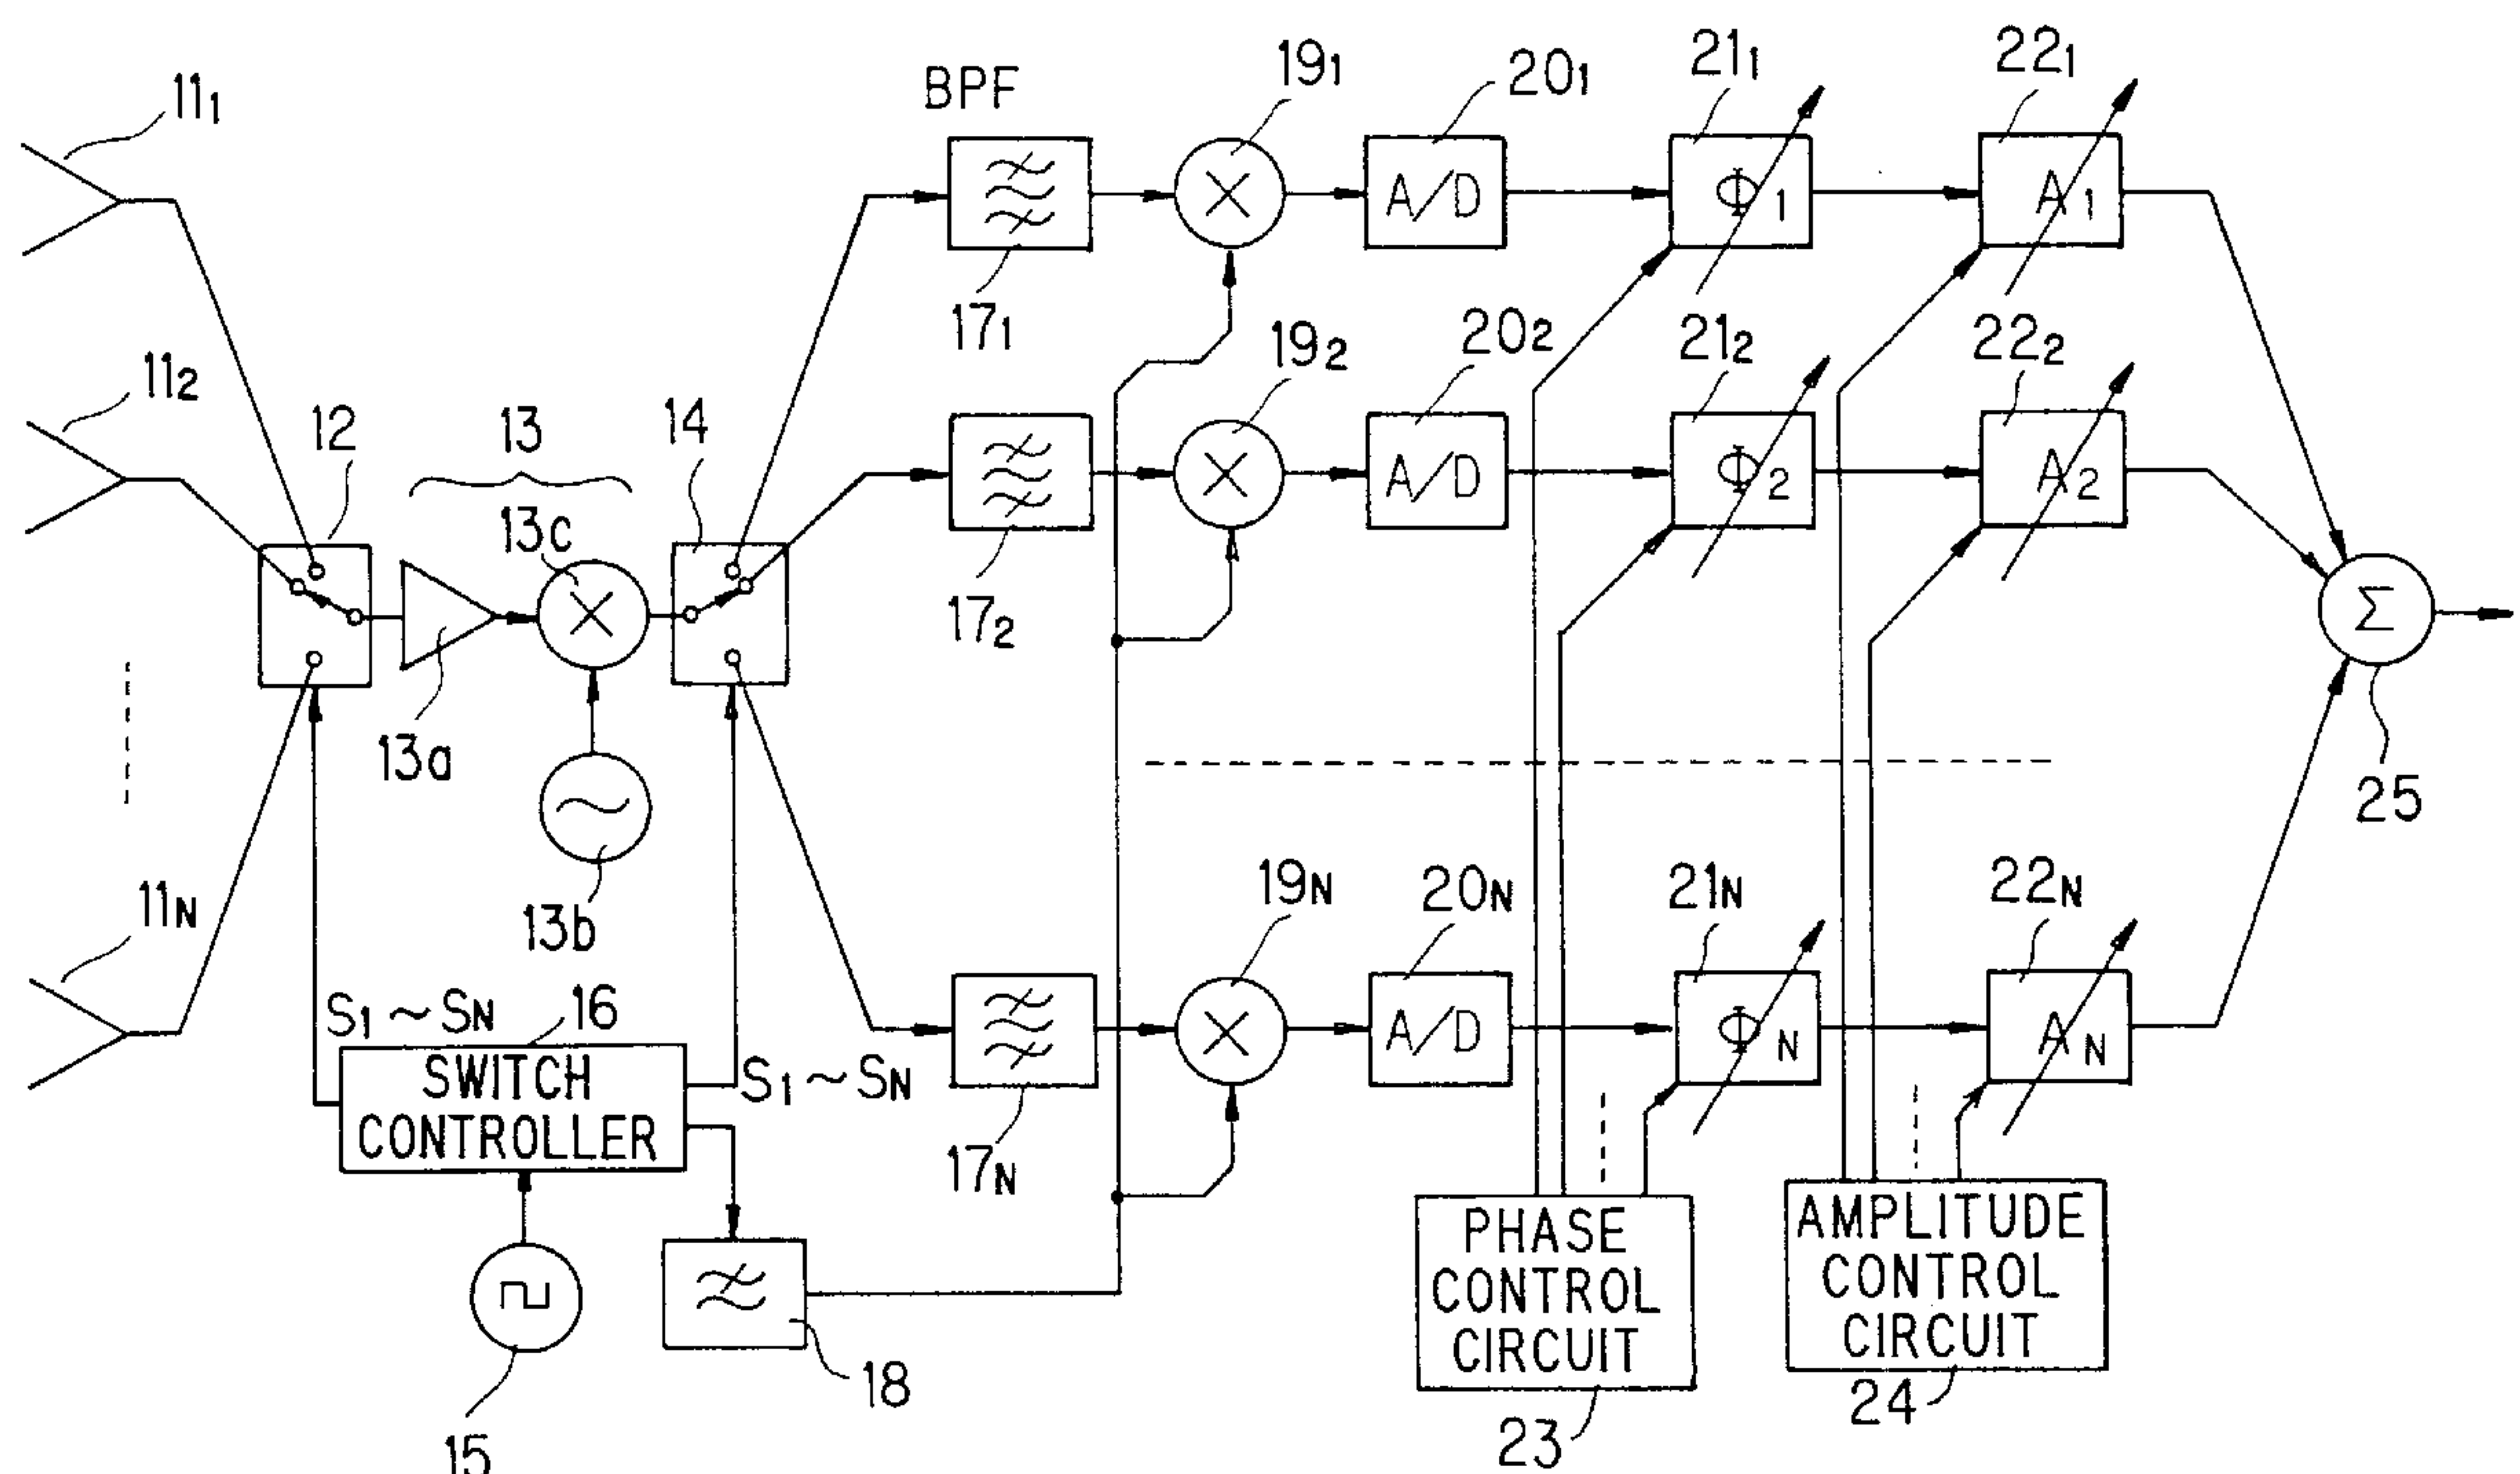 BPF
11₁
19₁
20₁
21₁
22₁
A/D
Φ₁
A₁
17₁
11₂
12
13
14
13c
19₂
20₂
21₂
22₂
A/D
Φ₂
A₂
17₂
Σ
13a
13b
25
11N
19N
20N
21N
22N
S₁~SN
16
SWITCH
CONTROLLER
S₁~SN
A/D
ΦN
AN
17N
15
18
PHASE
CONTROL
CIRCUIT
23
AMPLITUDE
CONTROL
CIRCUIT
24